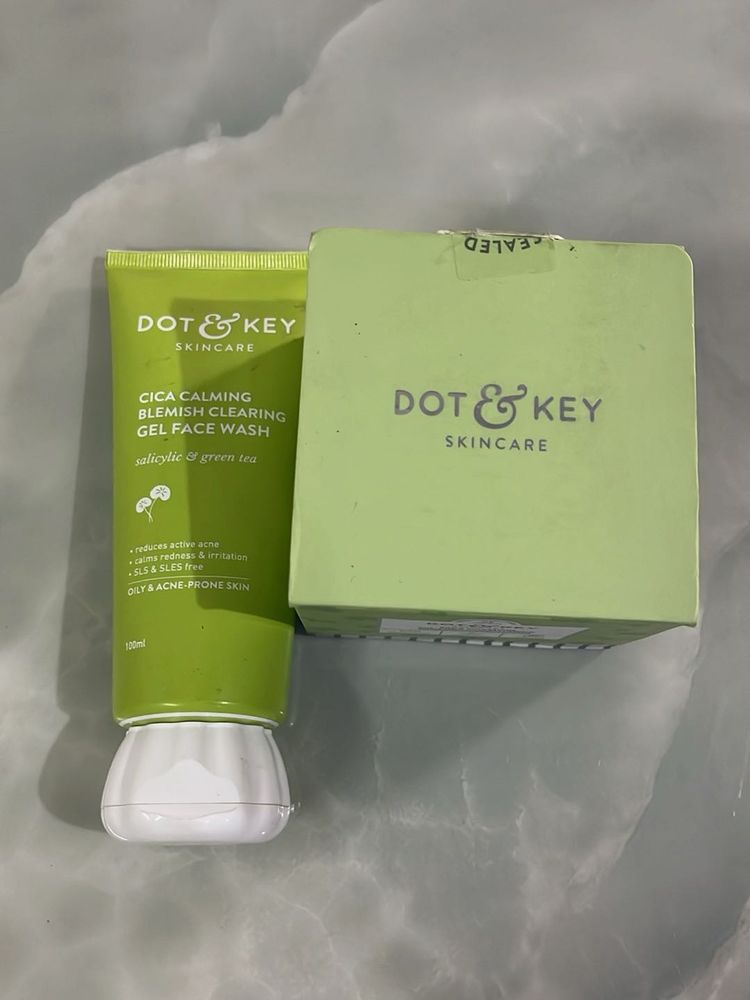 DOT & KEY
SKINCARE
CICA CALMING
BLEMISH CLEARING
GEL FACE WASH
salicylic & green tea
• reduces active acne
• calms redness & irritation
• SLS & SLES free
OILY & ACNE-PRONE SKIN
100ml
SEALED
DOT & KEY
SKINCARE